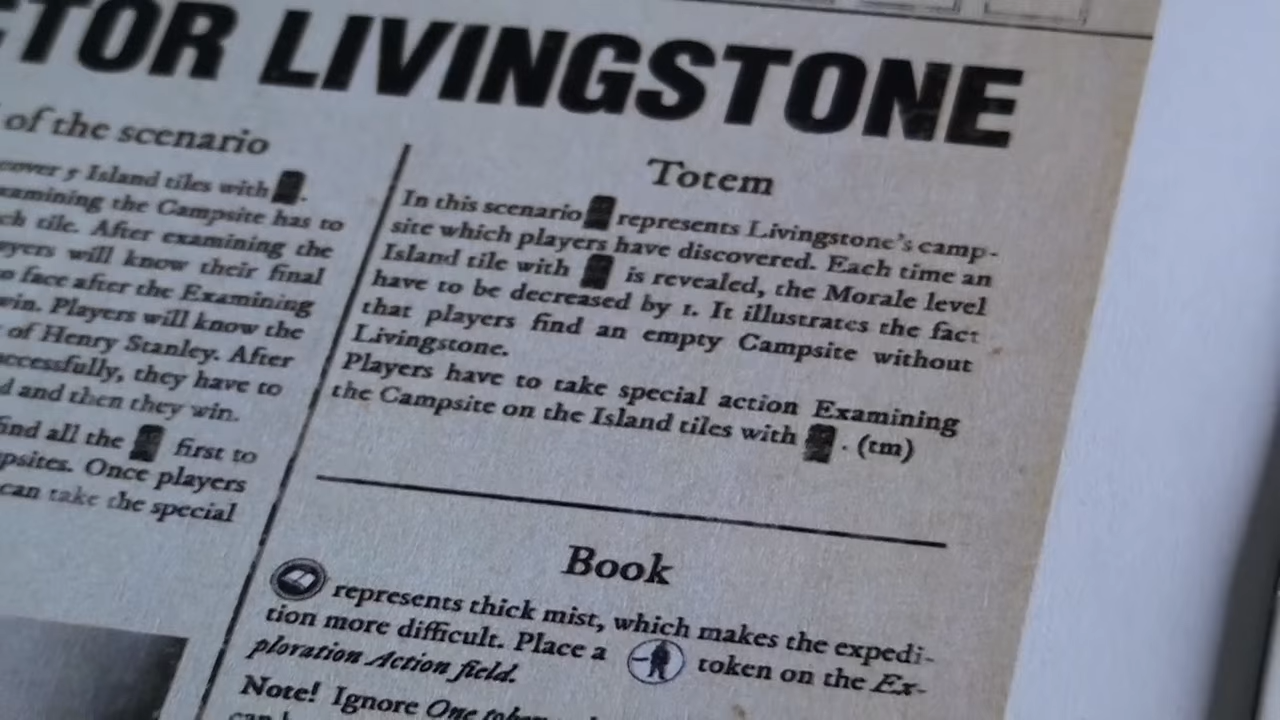 TOR LIVINGSTONE
of the scenario
cover 5 Island tiles with .
xamining the Campsite has to
ch tile. After examining the
ayers will know their final
o face after the Examining
win. Players will know the
of Henry Stanley. After
ccessfully, they have to
d and then they win.
find all the first to
psites. Once players
can take the special
Totem
In this scenario represents Livingstone's camp-
site which players have discovered. Each time an
Island tile with is revealed, the Morale level
have to be decreased by 1. It illustrates the fact
that players find an empty Campsite without
Livingstone.
Players have to take special action Examining
the Campsite on the Island tiles with . (tm)
Book
represents thick mist, which makes the expedi-
tion more difficult. Place a token on the Ex-
ploration Action field.
Note! Ignore One token